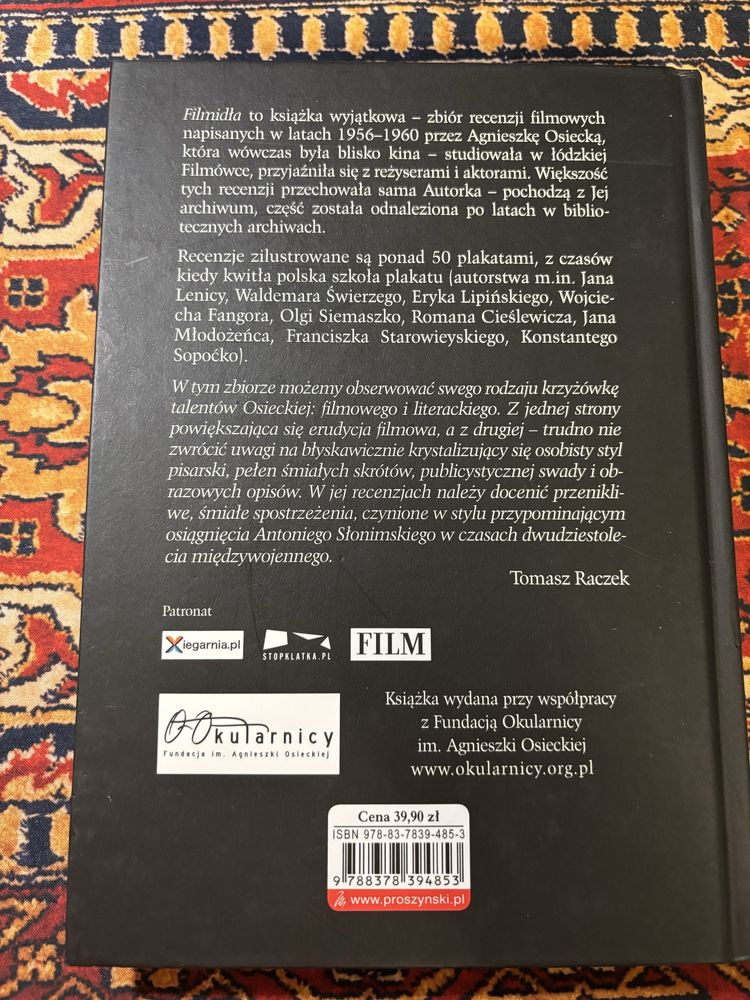 Filmidła to książka wyjątkowa – zbiór recenzji filmowych
napisanych w latach 1956–1960 przez Agnieszkę Osiecką,
która wówczas była blisko kina – studiowała w łódzkiej
Filmówce, przyjaźniła się z reżyserami i aktorami. Większość
tych recenzji przechowała sama Autorka – pochodzą z Jej
archiwum, część została odnaleziona po latach w biblio-
tecznych archiwach.
Recenzje zilustrowane są ponad 50 plakatami, z czasów
kiedy kwitła polska szkoła plakatu (autorstwa m.in. Jana
Lenicy, Waldemara Świerzego, Eryka Lipińskiego, Wojcie-
cha Fangora, Olgi Siemaszko, Romana Cieślewicza, Jana
Młodożeńca, Franciszka Starowieyskiego, Konstantego
Sopoćko).
W tym zbiorze możemy obserwować swego rodzaju krzyżówkę
talentów Osieckiej: filmowego i literackiego. Z jednej strony
powiększająca się erudycja filmowa, a z drugiej – trudno nie
zwrócić uwagi na błyskawicznie krystalizujący się osobisty styl
pisarski, pełen śmiałych skrótów, publicystycznej swady i ob-
razowych opisów. W jej recenzjach należy docenić przenikli-
we, śmiałe spostrzeżenia, czynione w stylu przypominającym
osiągnięcia Antoniego Słonimskiego w czasach dwudziestole-
cia międzywojennego.
Tomasz Raczek
Patronat
Xiegarnia.pl
STOPKLATKA.PL
FILM
Okularnicy
Fundacja im. Agnieszki Osieckiej
Książka wydana przy współpracy
z Fundacją Okularnicy
im. Agnieszki Osieckiej
www.okularnicy.org.pl
Cena 39,90 zł
ISBN 978-83-7839-485-3
9 788378 394853
www.proszynski.pl